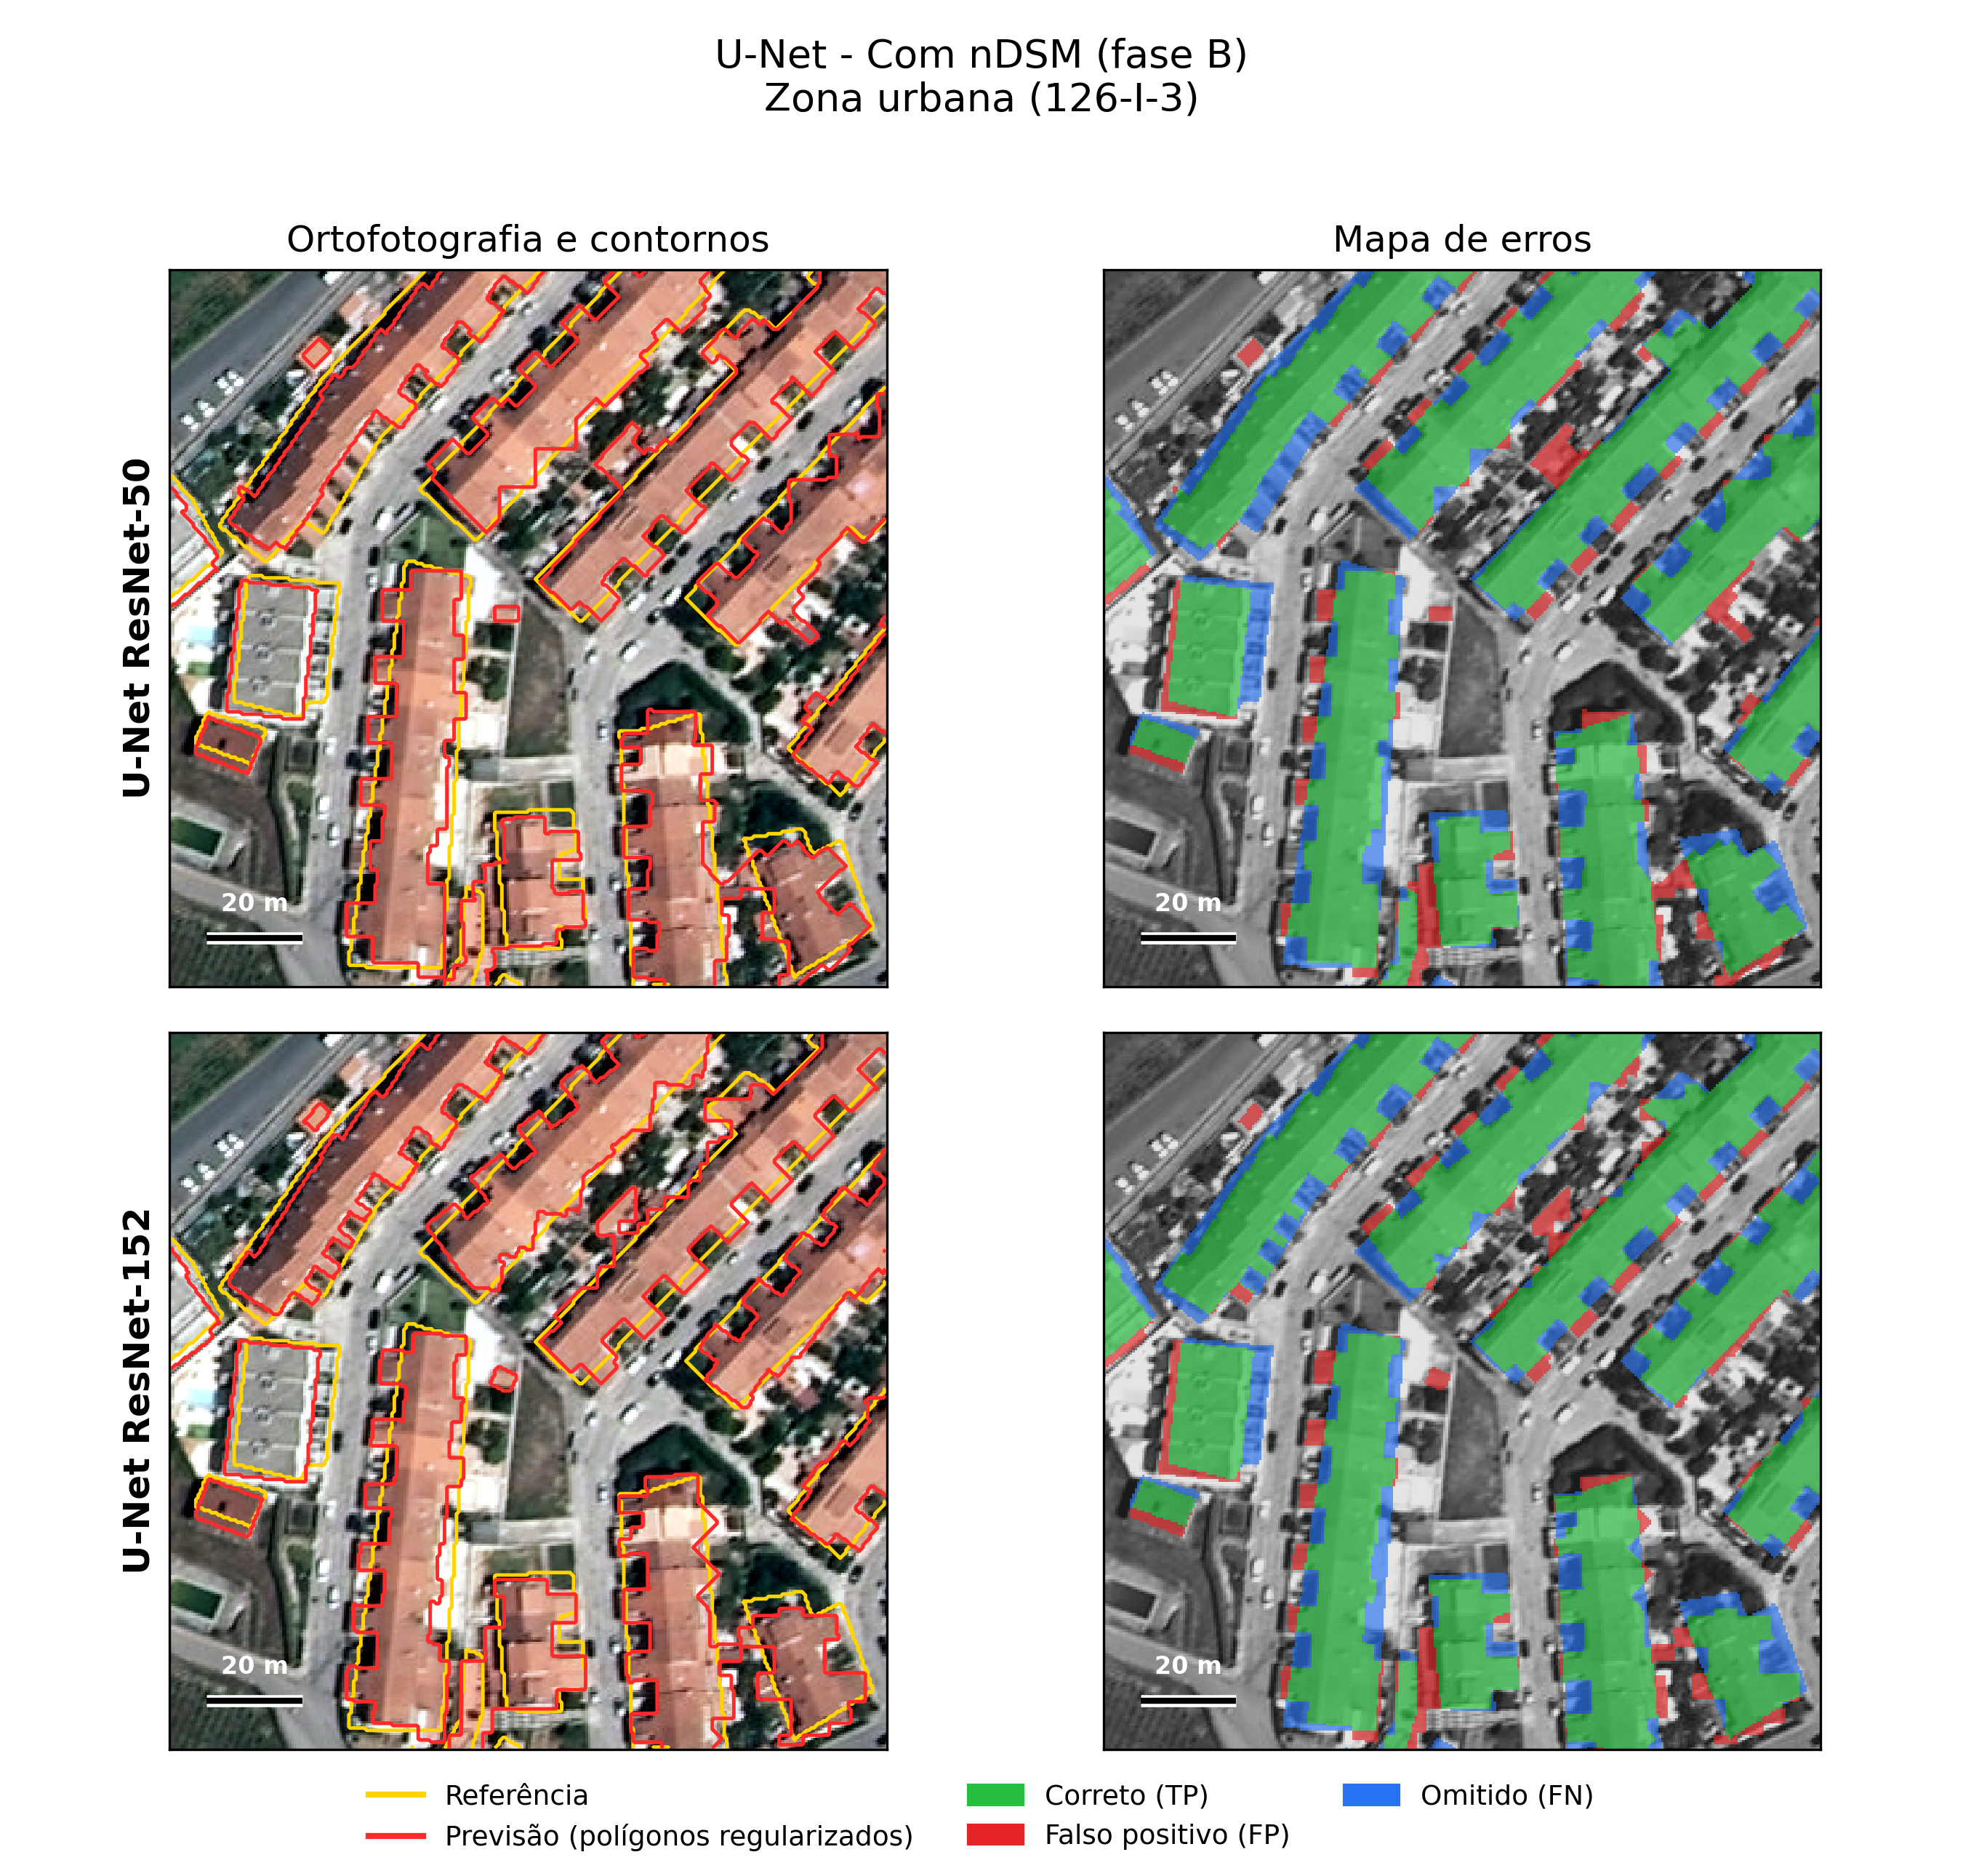 U-Net - Com nDSM (fase B)
Zona urbana (126-I-3)
Ortofotografia e contornos
Mapa de erros
U-Net ResNet-50
20 m
20 m
U-Net ResNet-152
20 m
20 m
Referência
Previsão (polígonos regularizados)
Correto (TP)
Falso positivo (FP)
Omitido (FN)